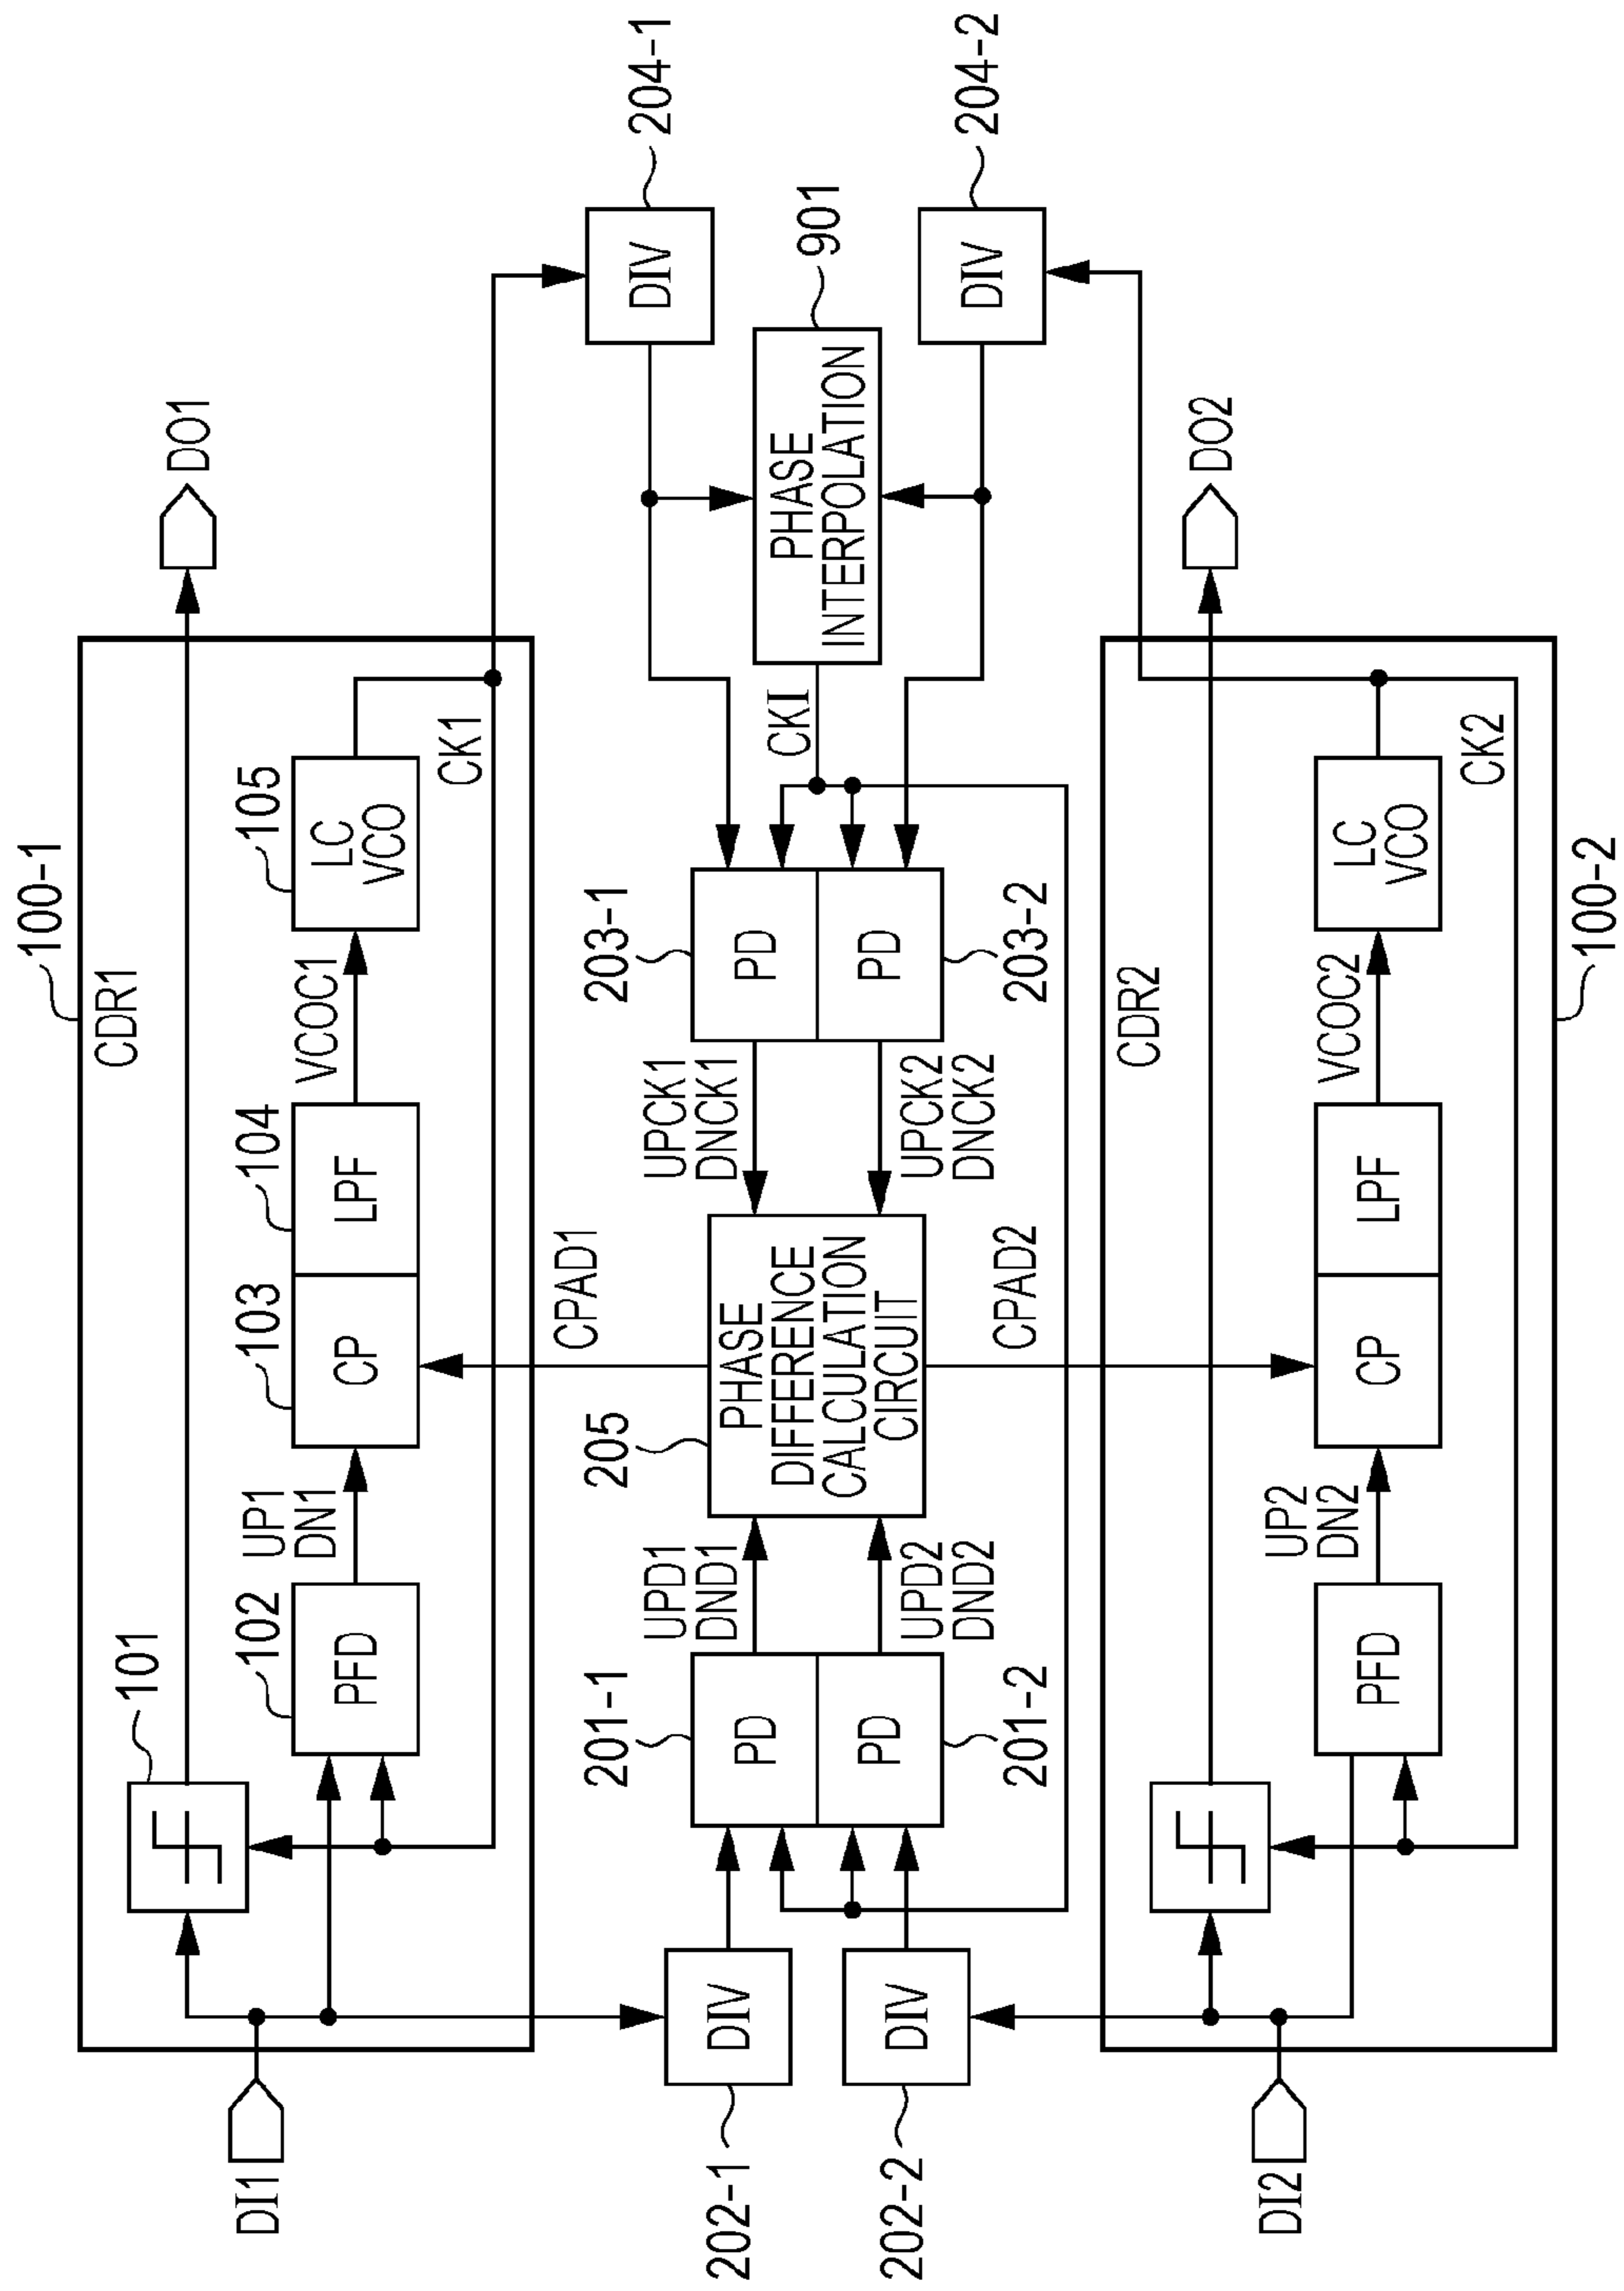 100-1
CDR1
101
102
103
104
105
DI1
PFD
UP1
DN1
CP
LPF
VCOC1
LC
VCO
CK1
DO1
CPAD1
202-1
DIV
201-1
PD
UPD1
DND1
205
PHASE
DIFFERENCE
CALCULATION
CIRCUIT
UPCK1
DNCK1
203-1
PD
CKI
PHASE
INTERPOLATION
901
DIV
204-1
202-2
DIV
201-2
PD
UPD2
DND2
UPCK2
DNCK2
203-2
PD
DIV
204-2
CPAD2
CDR2
DI2
PFD
UP2
DN2
CP
LPF
VCOC2
LC
VCO
CK2
DO2
100-2